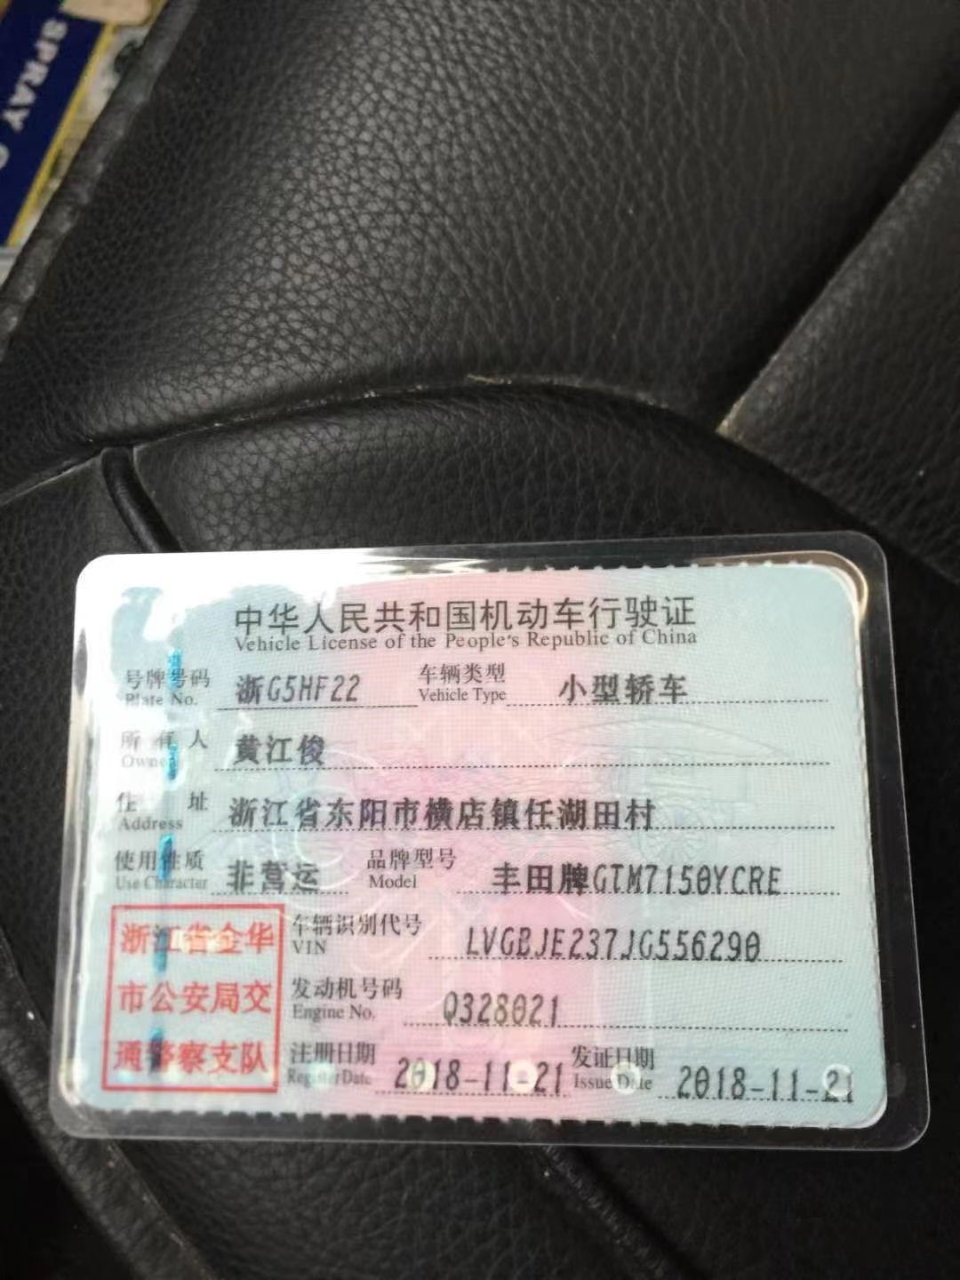 SPRAY
中华人民共和国机动车行驶证
Vehicle License of the People's Republic of China
号牌号码 浙G5HF22 车辆类型 小型轿车
Plate No. Vehicle Type
所有人 黄江俊
Owner
住址 浙江省东阳市横店镇任湖田村
Address
使用性质 非营运 品牌型号 丰田牌GTM7150YCRE
Use Character Model
浙江省金华
市公安局交
通警察支队
车辆识别代号 LVGBJE237JG556290
VIN
发动机号码 Q328021
Engine No.
注册日期 2018-11-21 发证日期 2018-11-21
Register Date Issue Date